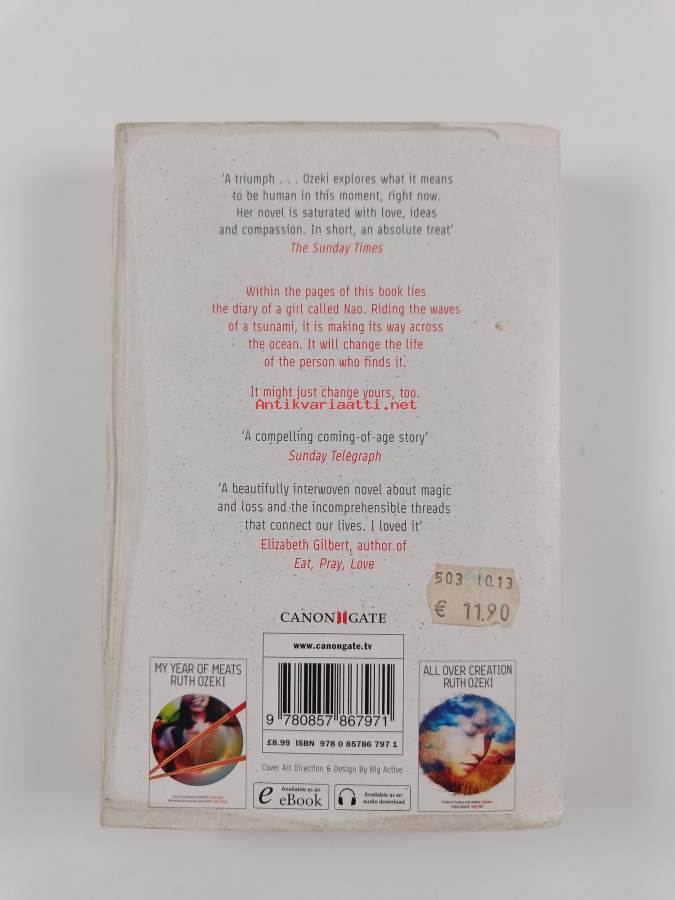 'A triumph . . . Ozeki explores what it means
to be human in this moment, right now.
Her novel is saturated with love, ideas
and compassion. In short, an absolute treat'
The Sunday Times
Within the pages of this book lies
the diary of a girl called Nao. Riding the waves
of a tsunami, it is making its way across
the ocean. It will change the life
of the person who finds it.
It might just change yours, too.
Antikvariaatti.net
'A compelling coming-of-age story'
Sunday Telegraph
'A beautifully interwoven novel about magic
and loss and the incomprehensible threads
that connect our lives. I loved it'
Elizabeth Gilbert, author of
Eat, Pray, Love
503 10.13
€ 11.90
CANONGATE
www.canongate.tv
MY YEAR OF MEATS
RUTH OZEKI
ALL OVER CREATION
RUTH OZEKI
9 780857 867971
£8.99 ISBN 978 0 85786 797 1
Cover Art Direction & Design By Big Active
e
Available as an
eBook
Available as an
audio download